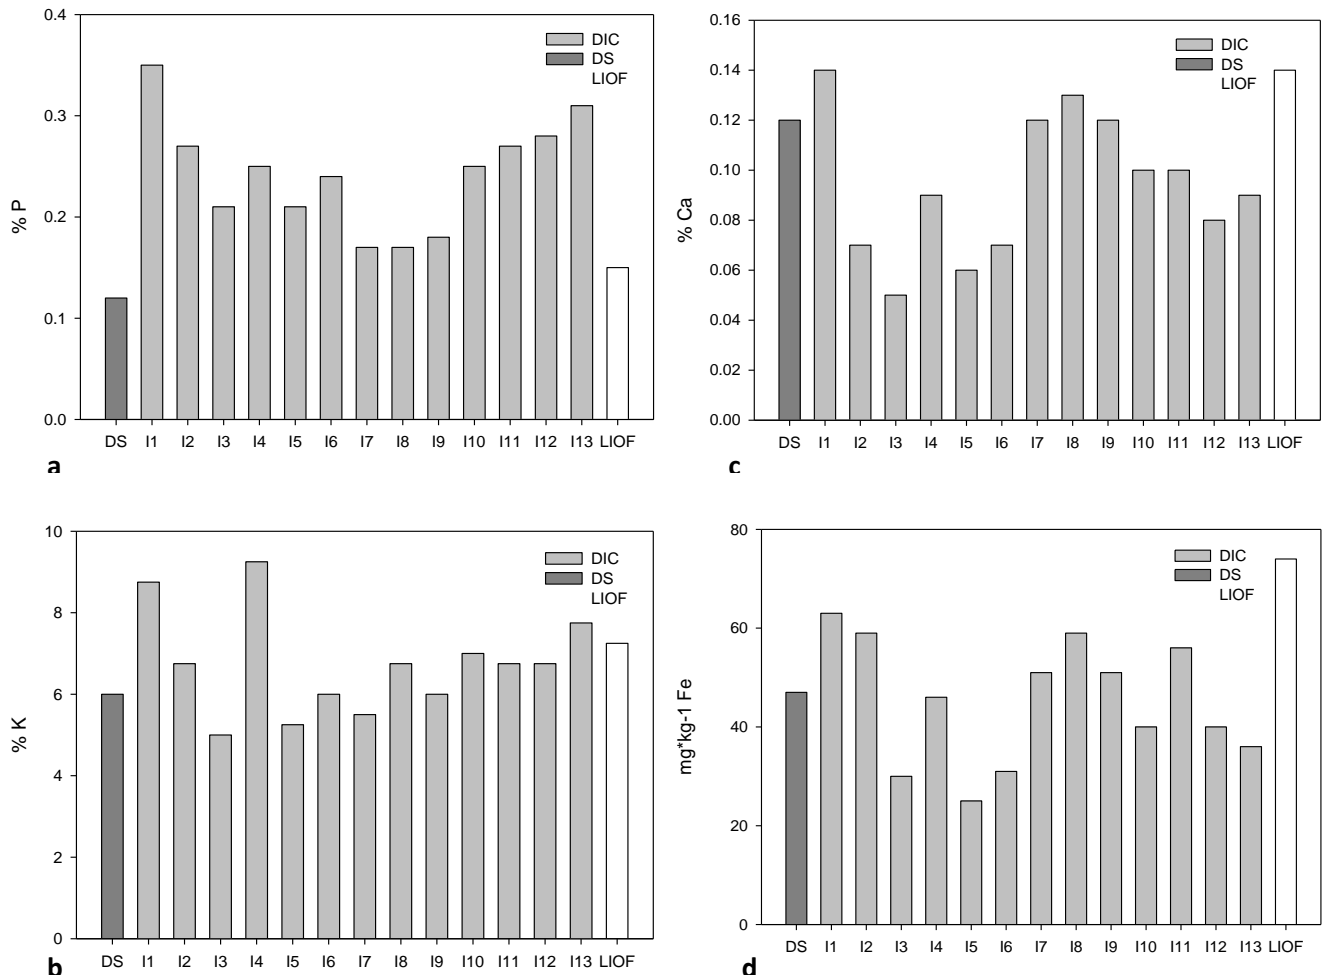 0.4
0.3
0.2
0.1
0.0
% P
DIC
DS
LIOF
DS I1 I2 I3 I4 I5 I6 I7 I8 I9 I10 I11 I12 I13 LIOF
a
0.16
0.14
0.12
0.10
0.08
0.06
0.04
0.02
0.00
% Ca
DIC
DS
LIOF
DS I1 I2 I3 I4 I5 I6 I7 I8 I9 I10 I11 I12 I13 LIOF
c
10
8
6
4
2
0
% K
DIC
DS
LIOF
DS I1 I2 I3 I4 I5 I6 I7 I8 I9 I10 I11 I12 I13 LIOF
b
80
60
40
20
0
mg*kg-1 Fe
DIC
DS
LIOF
DS I1 I2 I3 I4 I5 I6 I7 I8 I9 I10 I11 I12 I13 LIOF
d